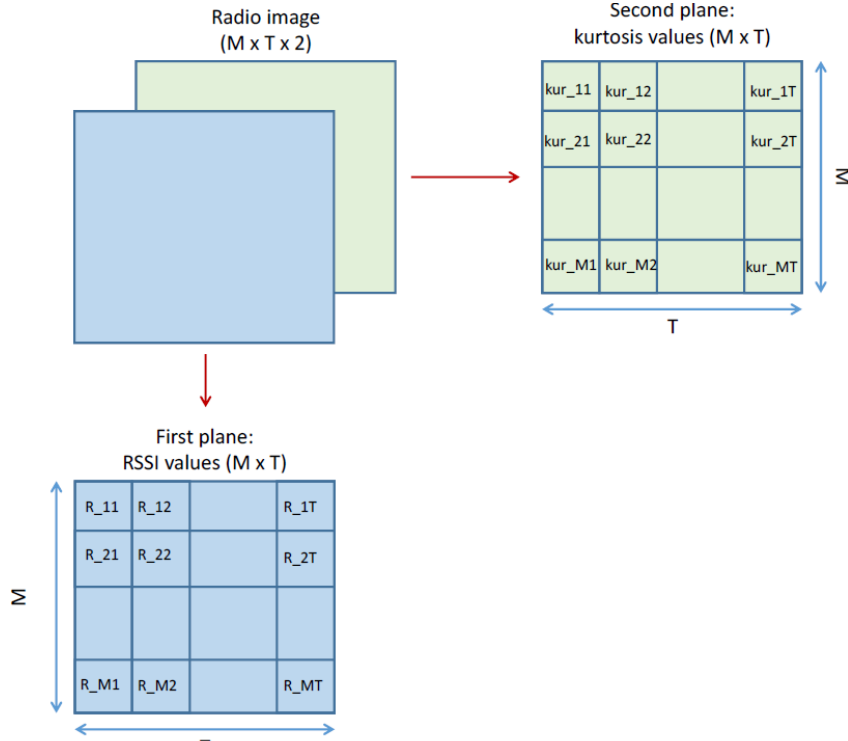 Radio image
(M x T x 2)
Second plane:
kurtosis values (M x T)
kur_11 kur_12 kur_1T
kur_21 kur_22 kur_2T
kur_M1 kur_M2 kur_MT
M
T
First plane:
RSSI values (M x T)
R_11 R_12 R_1T
R_21 R_22 R_2T
R_M1 R_M2 R_MT
M